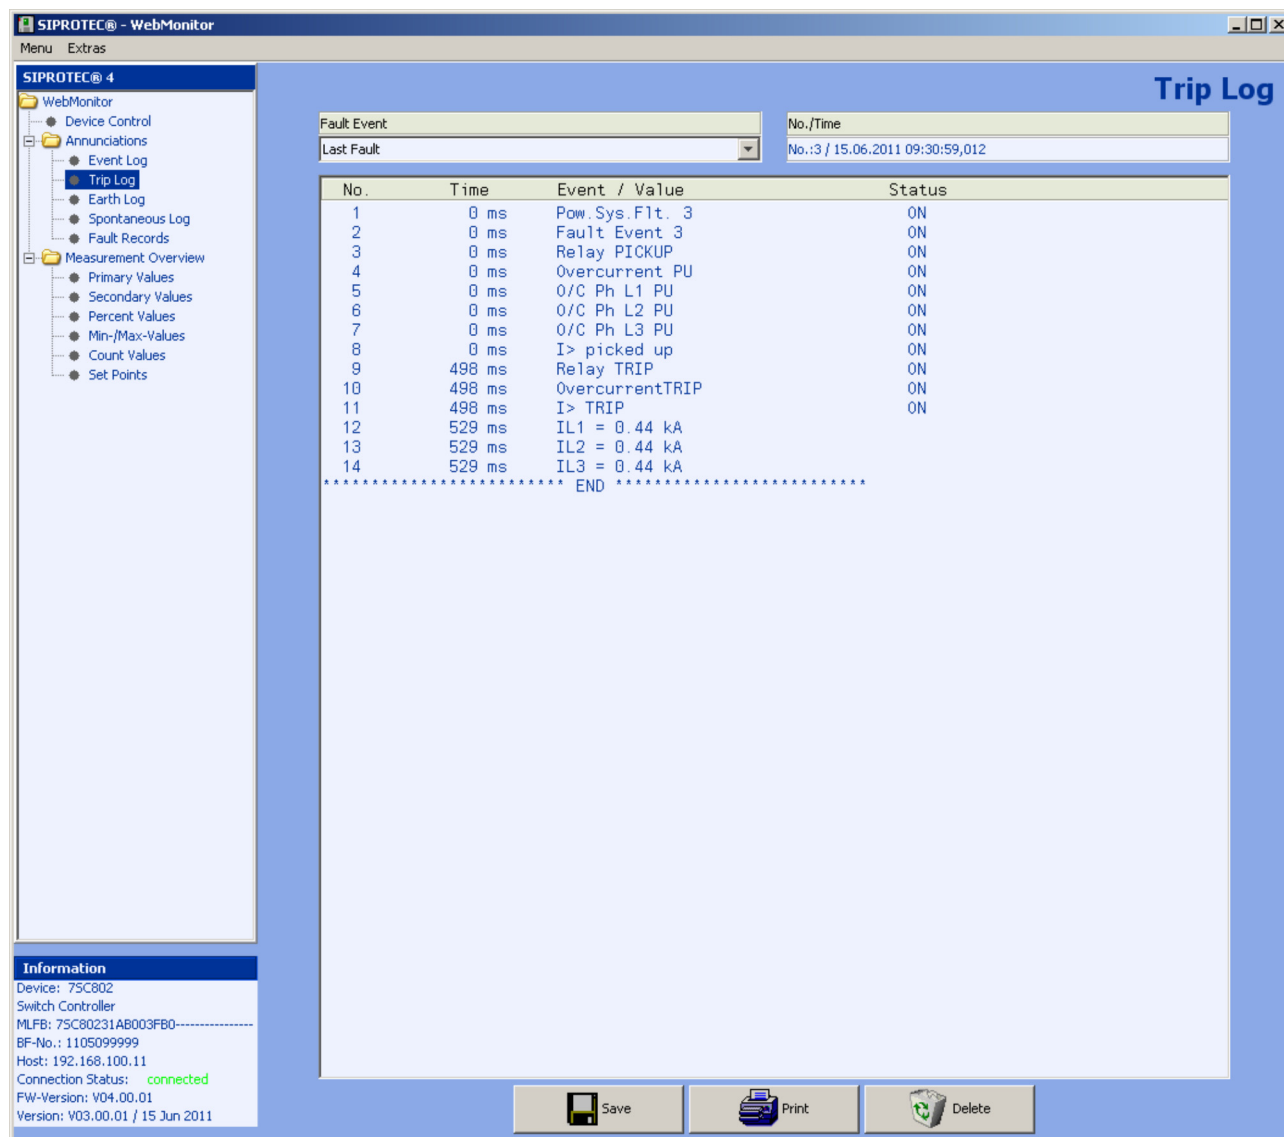 SIPROTEC® - WebMonitor
Menu Extras
SIPROTEC® 4
WebMonitor
Device Control
Annunciations
Event Log
Trip Log
Earth Log
Spontaneous Log
Fault Records
Measurement Overview
Primary Values
Secondary Values
Percent Values
Min-/Max-Values
Count Values
Set Points
Information
Device: 7SC802
Switch Controller
MLFB: 7SC80231AB003FB0----------------
BF-No.: 1105099999
Host: 192.168.100.11
Connection Status: connected
FW-Version: V04.00.01
Version: V03.00.01 / 15 Jun 2011
Trip Log
Fault Event No./Time
Last Fault No.:3 / 15.06.2011 09:30:59,012
No. Time Event / Value Status
1 0 ms Pow.Sys.Flt. 3 ON
2 0 ms Fault Event 3 ON
3 0 ms Relay PICKUP ON
4 0 ms Overcurrent PU ON
5 0 ms O/C Ph L1 PU ON
6 0 ms O/C Ph L2 PU ON
7 0 ms O/C Ph L3 PU ON
8 0 ms I> picked up ON
9 498 ms Relay TRIP ON
10 498 ms OvercurrentTRIP ON
11 498 ms I> TRIP ON
12 529 ms IL1 = 0.44 kA
13 529 ms IL2 = 0.44 kA
14 529 ms IL3 = 0.44 kA
************************* END **************************
Save Print Delete